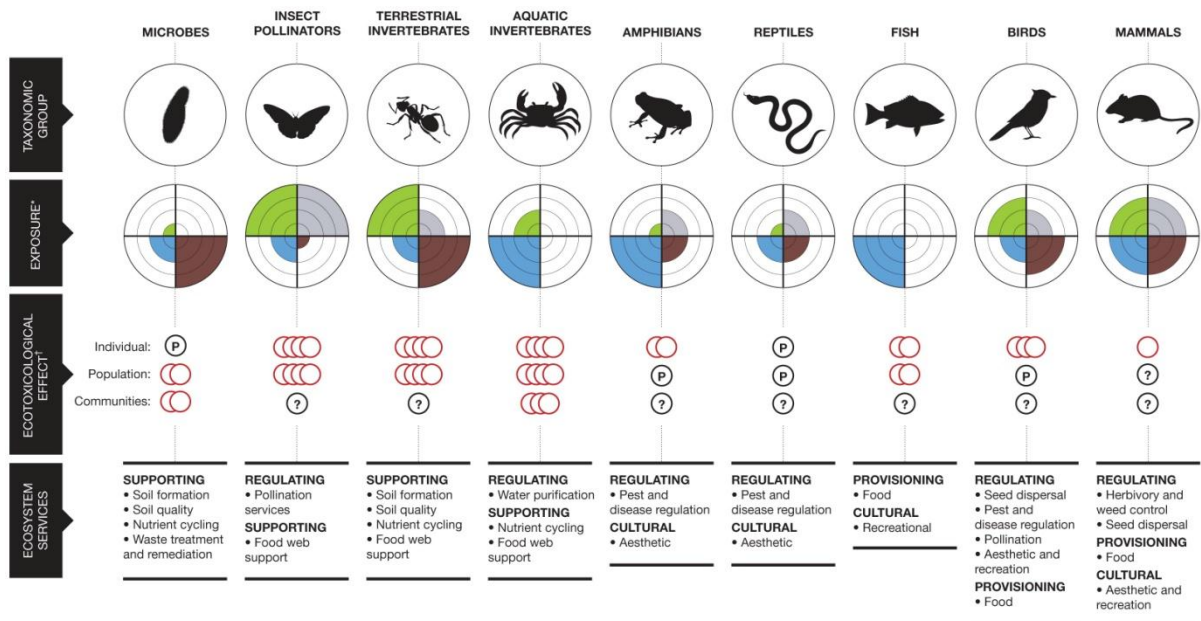 MICROBES
INSECT
POLLINATORS
TERRESTRIAL
INVERTEBRATES
AQUATIC
INVERTEBRATES
AMPHIBIANS
REPTILES
FISH
BIRDS
MAMMALS
TAXONOMIC
GROUP
EXPOSURE*
ECOTOXICOLOGICAL
EFFECT†
Individual:
P
P
Population:
P
P
P
?
Communities:
?
?
?
?
?
?
?
ECOSYSTEM
SERVICES
SUPPORTING
• Soil formation
• Soil quality
• Nutrient cycling
• Waste treatment
and remediation
REGULATING
• Pollination
services
SUPPORTING
• Food web
support
SUPPORTING
• Soil formation
• Soil quality
• Nutrient cycling
• Food web
support
REGULATING
• Water purification
SUPPORTING
• Nutrient cycling
• Food web
support
REGULATING
• Pest and
disease regulation
CULTURAL
• Aesthetic
REGULATING
• Pest and
disease regulation
CULTURAL
• Aesthetic
PROVISIONING
• Food
CULTURAL
• Recreational
REGULATING
• Seed dispersal
• Pest and
disease regulation
• Pollination
• Aesthetic and
recreation
PROVISIONING
• Food
REGULATING
• Herbivory and
weed control
• Seed dispersal
PROVISIONING
• Food
CULTURAL
• Aesthetic and
recreation